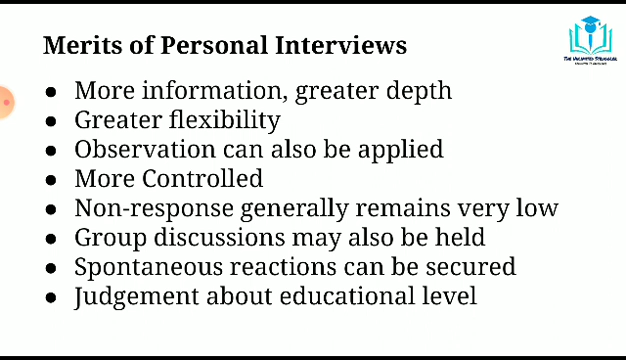 Merits of Personal Interviews
● More information, greater depth
● Greater flexibility
● Observation can also be applied
● More Controlled
● Non-response generally remains very low
● Group discussions may also be held
● Spontaneous reactions can be secured
● Judgement about educational level